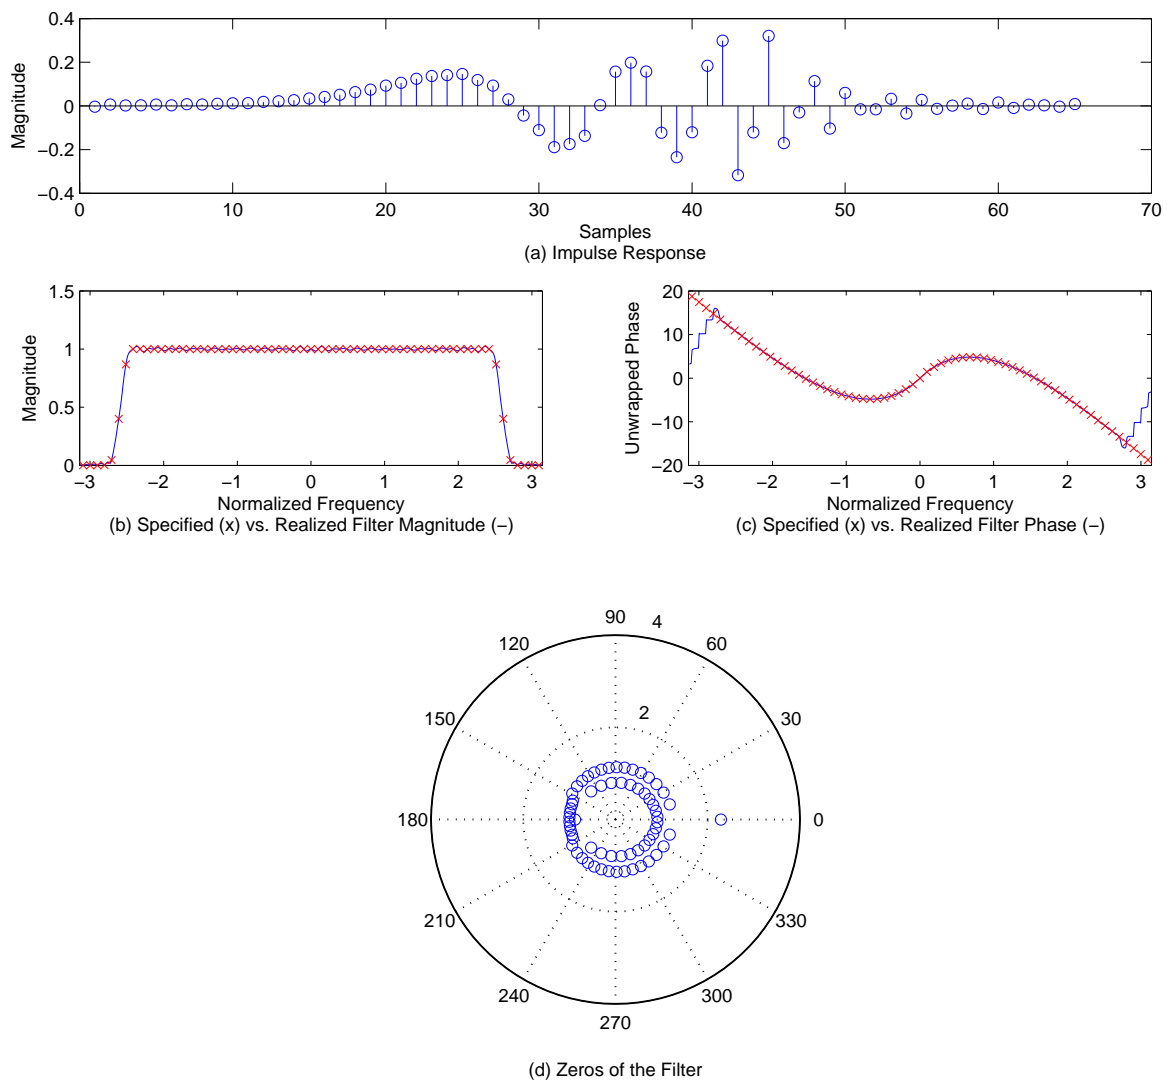 0.4
0.2
0
−0.2
−0.4
Magnitude
0 10 20 30 40 50 60 70
Samples
(a) Impulse Response
1.5
1
0.5
0
Magnitude
−3 −2 −1 0 1 2 3
Normalized Frequency
(b) Specified (x) vs. Realized Filter Magnitude (−)
20
10
0
−10
−20
Unwrapped Phase
−3 −2 −1 0 1 2 3
Normalized Frequency
(c) Specified (x) vs. Realized Filter Phase (−)
90 4
120 60
2
150 30
180 0
210 330
240 300
270
(d) Zeros of the Filter